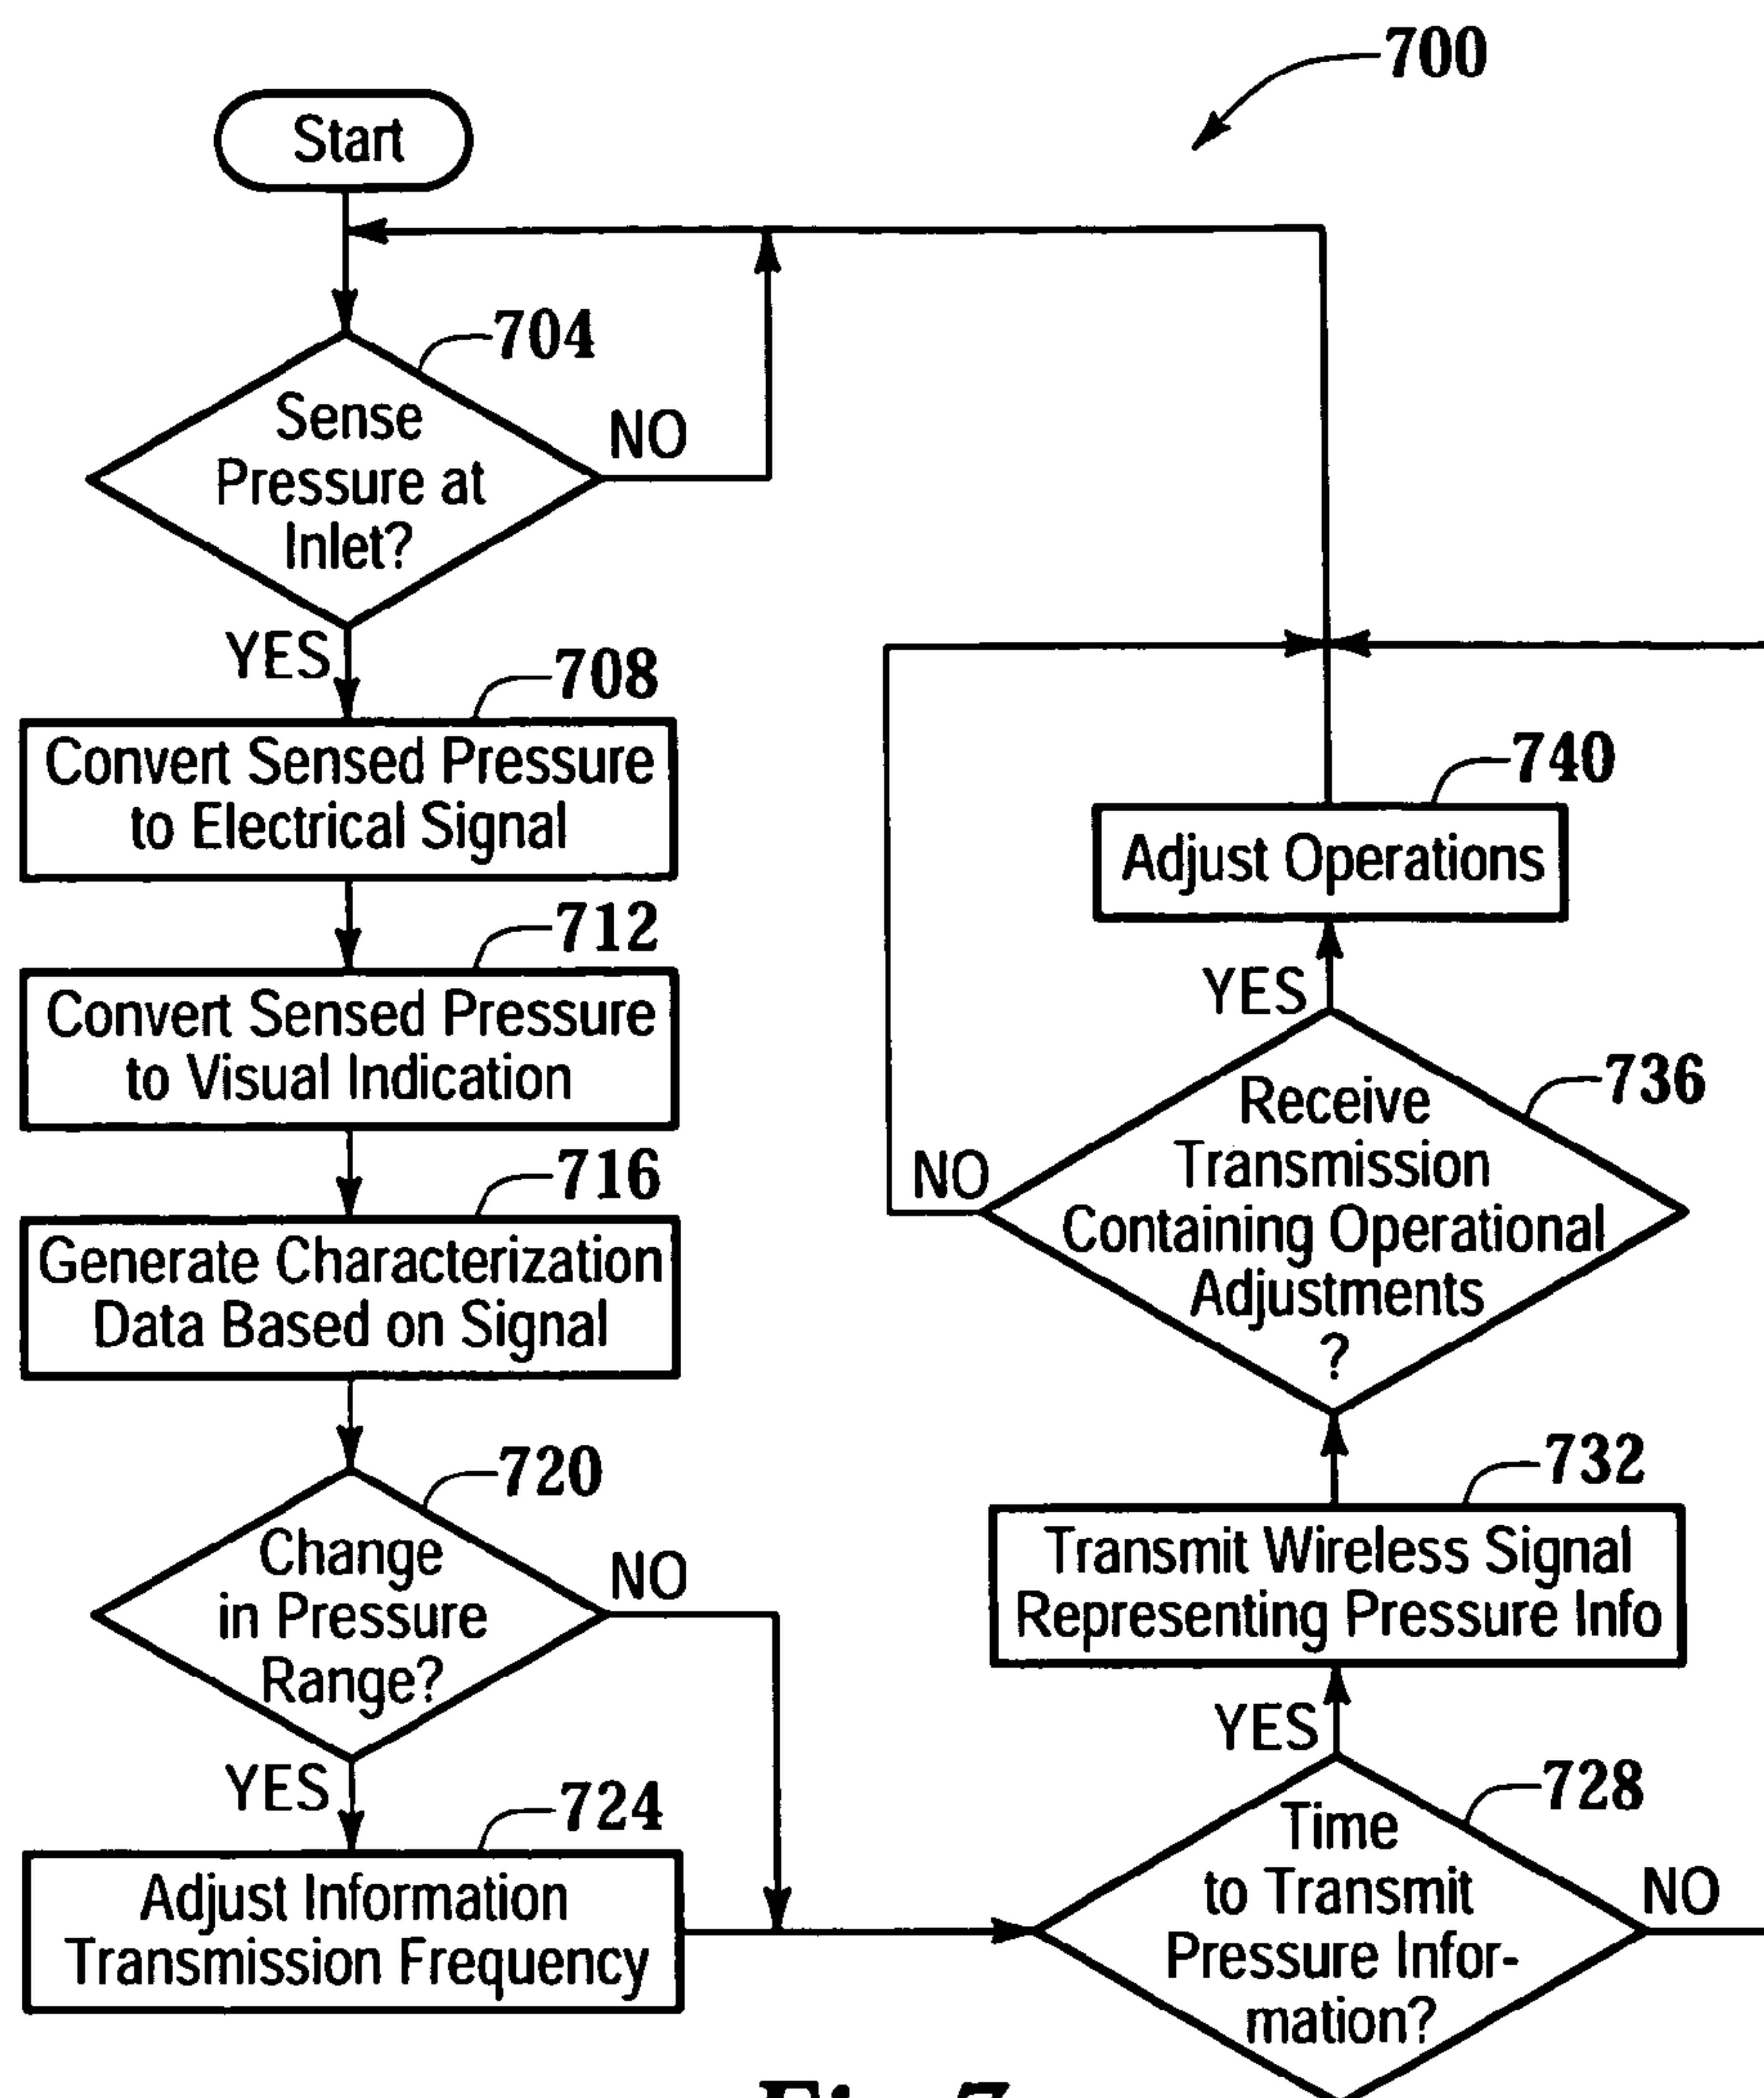 700
Start
704
Sense
Pressure at
Inlet?
NO
YES
708
Convert Sensed Pressure
to Electrical Signal
712
Convert Sensed Pressure
to Visual Indication
716
Generate Characterization
Data Based on Signal
720
Change
in Pressure
Range?
NO
YES
724
Adjust Information
Transmission Frequency
740
Adjust Operations
YES
736
Receive
Transmission
Containing Operational
Adjustments
?
NO
732
Transmit Wireless Signal
Representing Pressure Info
YES
728
Time
to Transmit
Pressure Infor-
mation?
NO